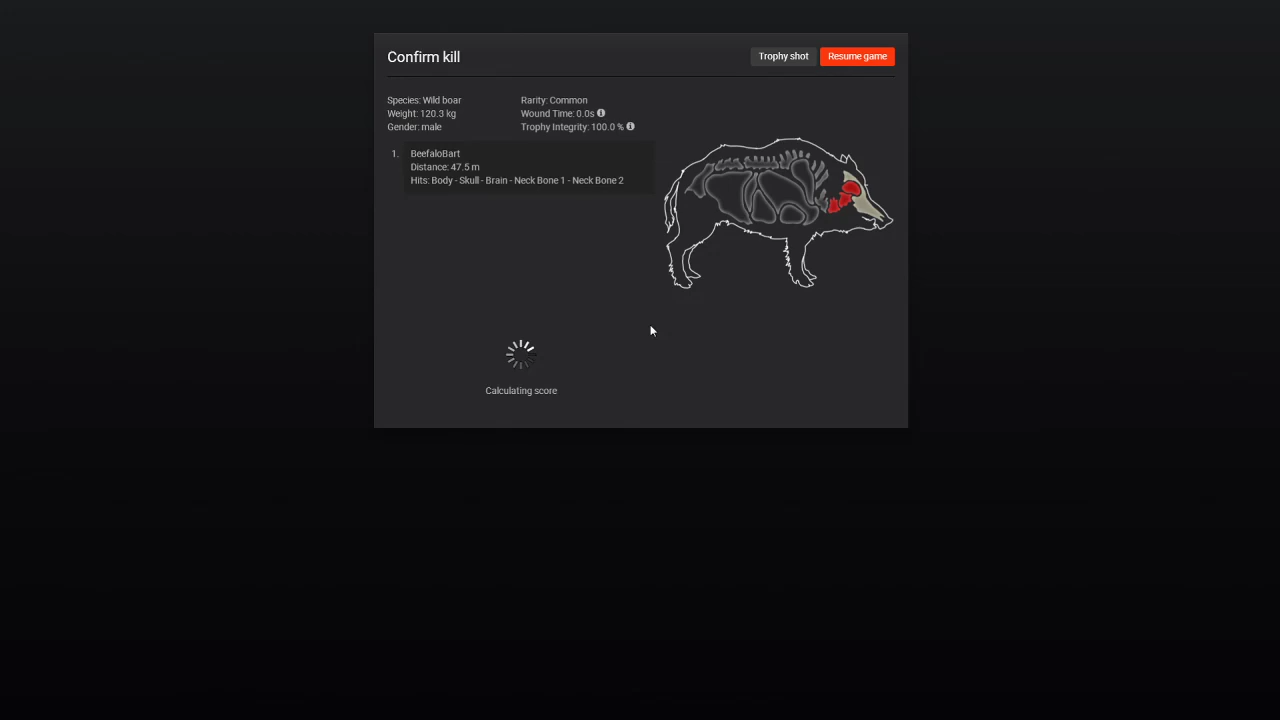 Confirm kill
Trophy shot
Resume game
Species: Wild boar
Rarity: Common
Weight: 120.3 kg
Wound Time: 0.0s
Gender: male
Trophy Integrity: 100.0 %
1. BeefaloBart
Distance: 47.5 m
Hits: Body - Skull - Brain - Neck Bone 1 - Neck Bone 2
Calculating score